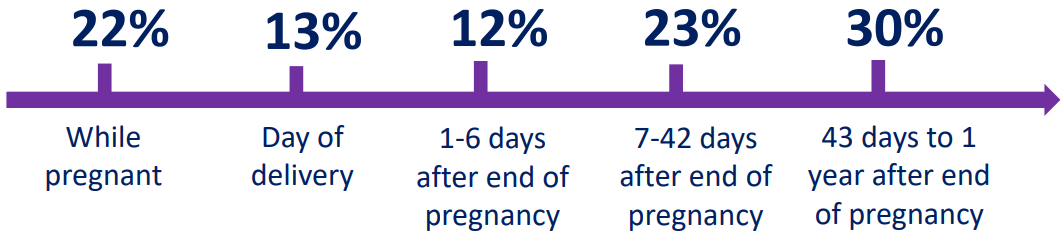 22%
13%
12%
23%
30%
While
pregnant
Day of
delivery
1-6 days
after end of
pregnancy
7-42 days
after end of
pregnancy
43 days to 1
year after end
of pregnancy